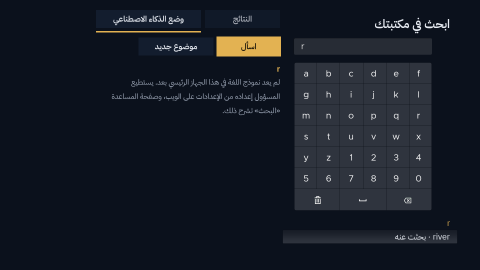 ابحث في مكتبتك
النتائج
وضع الذكاء الاصطناعي
r
اسأل
موضوع جديد
r
لم يعد نموذج اللغة في هذا الجهاز الرئيسي بعد. يستطيع
المسؤول إعداده من الإعدادات على الويب، وصفحة المساعدة
«البحث» تشرح ذلك.
a b c d e f
g h i j k l
m n o p q r
s t u v w x
y z 1 2 3 4
5 6 7 8 9 0
r
river · بحثت عنه